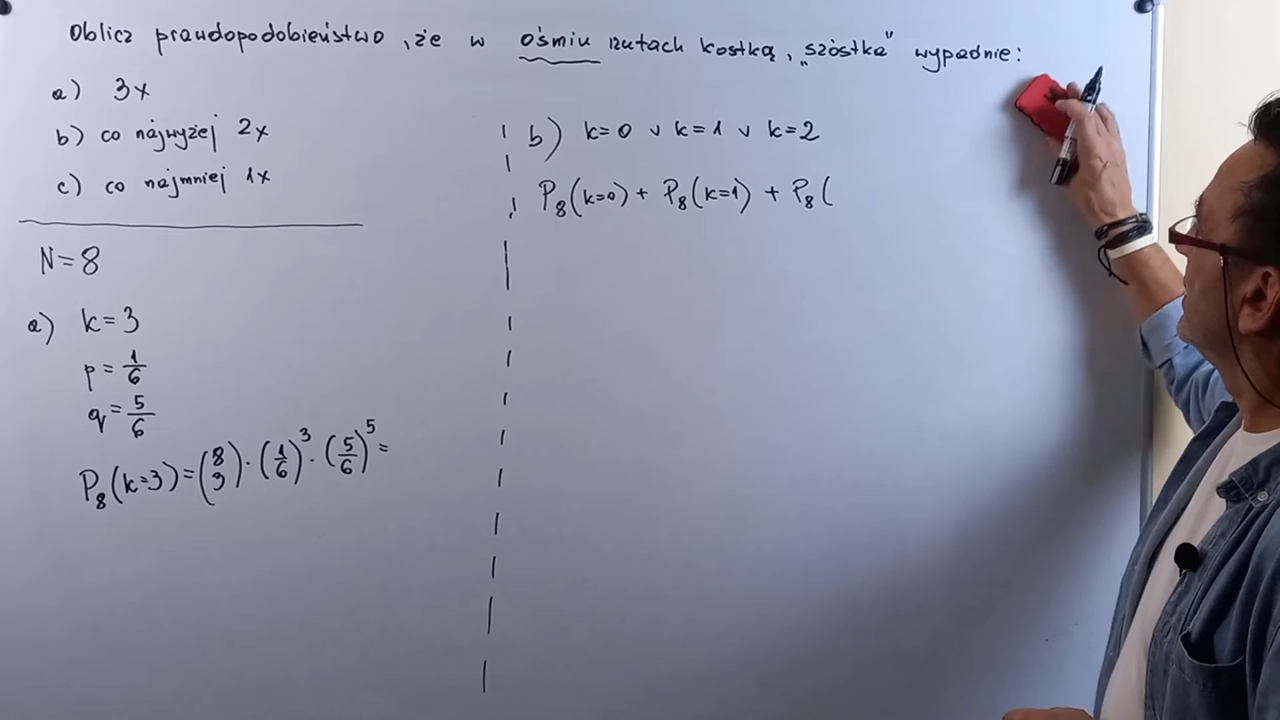 Oblicz prawdopodobieństwo, że w ośmiu rzutach kostką, „szóstka" wypadnie:
a) 3x
b) co najwyżej 2x
c) co najmniej 1x
N=8
a) k=3
p = 1/6
q = 5/6
P₈(k=3) = (8 3) · (1/6)³ · (5/6)⁵ =
b) k=0 ∨ k=1 ∨ k=2
P₈(k=0) + P₈(k=1) + P₈(